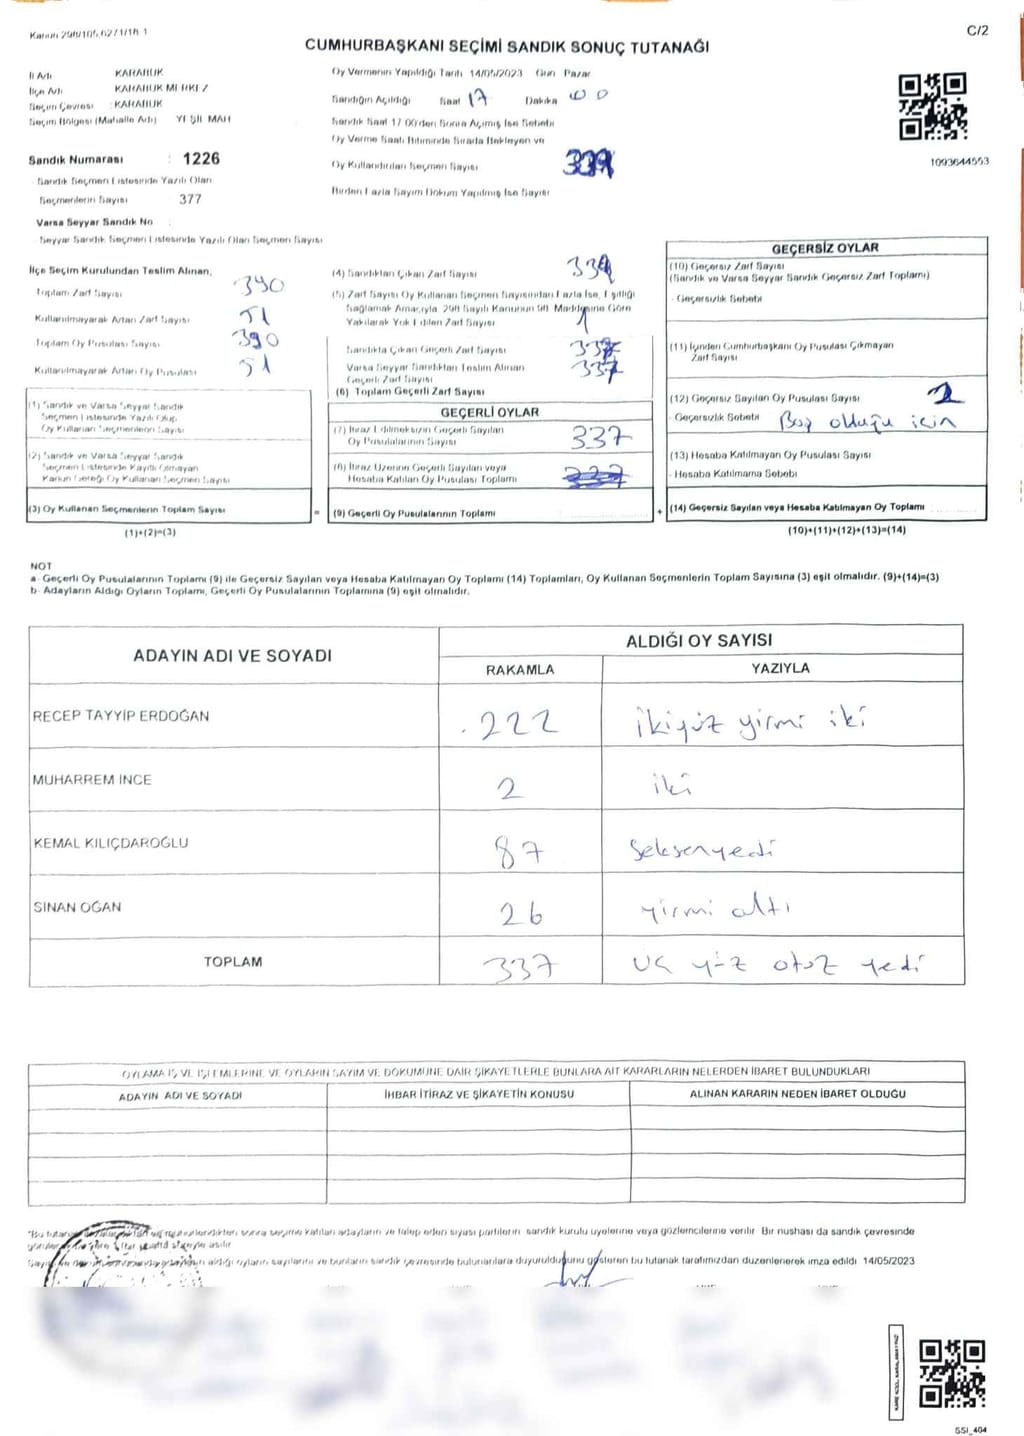 Kanun 298/105,6271/18-1
C/2
CUMHURBAŞKANI SEÇİMİ SANDIK SONUÇ TUTANAĞI
İl Adı KARABÜK
İlçe Adı KARABÜK MERKEZ
Seçim Çevresi : KARABÜK
Seçim Bölgesi (Mahalle Adı) YEŞİL MAH
Sandık Numarası : 1226
Sandık Seçmen Listesinde Yazılı Olan
Seçmenlerin Sayısı 377
Varsa Seyyar Sandık No :
Seyyar Sandık Seçmen Listesinde Yazılı Olan Seçmen Sayısı
Oy Vermenin Yapıldığı Tarih 14/05/2023 Gün Pazar
Sandığın Açıldığı Saat 17 Dakika 00
Sandık Saat 17:00'den Sonra Açılmış İse Sebebi
Oy Verme Saati Bitiminde Sırada Bekleyen ve
Oy Kullandırılan Seçmen Sayısı
Birden Fazla Sayım Döküm Yapılmış İse Sayısı
1093644553
İlçe Seçim Kurulundan Teslim Alınan;
Toplam Zarf Sayısı 390
Kullanılmayarak Artan Zarf Sayısı 51
Toplam Oy Pusulası Sayısı 390
Kullanılmayarak Artan Oy Pusulası 51
(1) Sandık ve Varsa Seyyar Sandık
Seçmen Listesinde Yazılı Olup
Oy Kullanan Seçmenlerin Sayısı
(2) Sandık ve Varsa Seyyar Sandık
Seçmen Listesinde Kayıtlı Olmayan
Kanun Gereği Oy Kullanan Seçmen Sayısı
(3) Oy Kullanan Seçmenlerin Toplam Sayısı
(1)+(2)=(3)
=
(4) Sandıktan Çıkan Zarf Sayısı
(5) Zarf Sayısı Oy Kullanan Seçmen Sayısından Fazla İse, Eşitliği
Sağlamak Amacıyla 298 Sayılı Kanunun 98. Maddesine Göre
Yakılarak Yok Edilen Zarf Sayısı 1
Sandıkta Çıkan Geçerli Zarf Sayısı 337
Varsa Seyyar Sandıktan Teslim Alınan
Geçerli Zarf Sayısı 337
(6) Toplam Geçerli Zarf Sayısı
GEÇERLİ OYLAR
(7) İtiraz Edilmeksizin Geçerli Sayılan
Oy Pusulalarının Sayısı 337
(8) İtiraz Üzerine Geçerli Sayılan veya
Hesaba Katılan Oy Pusulası Toplamı
(9) Geçerli Oy Pusulalarının Toplamı
+
GEÇERSİZ OYLAR
(10) Geçersiz Zarf Sayısı
(Sandık ve Varsa Seyyar Sandık Geçersiz Zarf Toplamı)
- Geçersizlik Sebebi
(11) İçinden Cumhurbaşkanı Oy Pusulası Çıkmayan
Zarf Sayısı
(12) Geçersiz Sayılan Oy Pusulası Sayısı
- Geçersizlik Sebebi Boş olduğu için
(13) Hesaba Katılmayan Oy Pusulası Sayısı
- Hesaba Katılmama Sebebi
(14) Geçersiz Sayılan veya Hesaba Katılmayan Oy Toplamı
(10)+(11)+(12)+(13)=(14)
NOT
a- Geçerli Oy Pusulalarının Toplamı (9) ile Geçersiz Sayılan veya Hesaba Katılmayan Oy Toplamı (14) Toplamları, Oy Kullanan Seçmenlerin Toplam Sayısına (3) eşit olmalıdır. (9)+(14)=(3)
b- Adayların Aldığı Oyların Toplamı, Geçerli Oy Pusulalarının Toplamına (9) eşit olmalıdır.
ADAYIN ADI VE SOYADI
ALDIĞI OY SAYISI
RAKAMLA YAZIYLA
RECEP TAYYİP ERDOĞAN 222 ikiyüz yirmi iki
MUHARREM İNCE 2 iki
KEMAL KILIÇDAROĞLU 87 Seksenyedi
SİNAN OĞAN 26 yirmi altı
TOPLAM 337 üç yüz otuz yedi
OYLAMA İŞ VE İŞLEMLERİNE VE OYLARIN SAYIM VE DÖKÜMÜNE DAİR ŞİKAYETLERLE BUNLARA AİT KARARLARIN NELERDEN İBARET BULUNDUKLARI
ADAYIN ADI VE SOYADI İHBAR İTİRAZ VE ŞİKAYETİN KONUSU ALINAN KARARIN NEDEN İBARET OLDUĞU
sonra seçime katılan adayların ve talep eden siyasi partilerin sandık kurulu üyelerine veya gözlemcilerine verilir. Bir nushası da sandık çevresinde
aldığı oyların sayılarını ve bunların sandık çevresinde bulunanlara duyurulduğunu gösteren bu tutanak tarafımızdan düzenlenerek imza edildi 14/05/2023
SSI_404